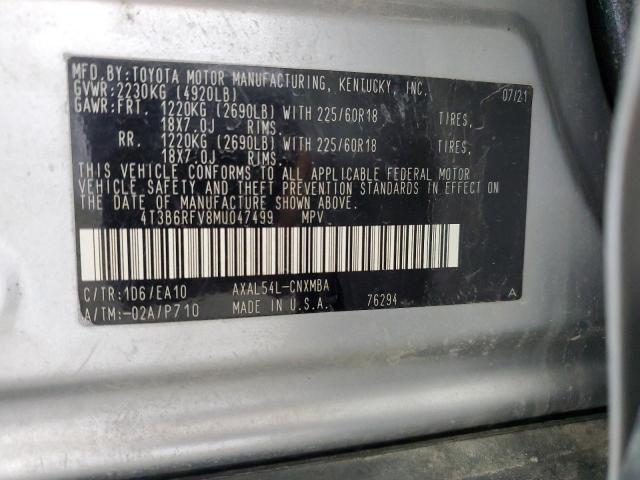 MFD.BY:TOYOTA MOTOR MANUFACTURING, KENTUCKY, INC. 07/21
GVWR:2230KG (4920LB)
GAWR:FRT. 1220KG (2690LB) WITH 225/60R18 TIRES,
18X7.0J RIMS.
RR. 1220KG (2690LB) WITH 225/60R18 TIRES,
18X7.0J RIMS.
THIS VEHICLE CONFORMS TO ALL APPLICABLE FEDERAL MOTOR
VEHICLE SAFETY AND THEFT PREVENTION STANDARDS IN EFFECT ON
THE DATE OF MANUFACTURE SHOWN ABOVE.
4T3B6RFV8MU047499 MPV
C/TR:1D6/EA10 AXAL54L-CNXMBA
A/TM:-02A/P710 MADE IN U.S.A. 76294 A